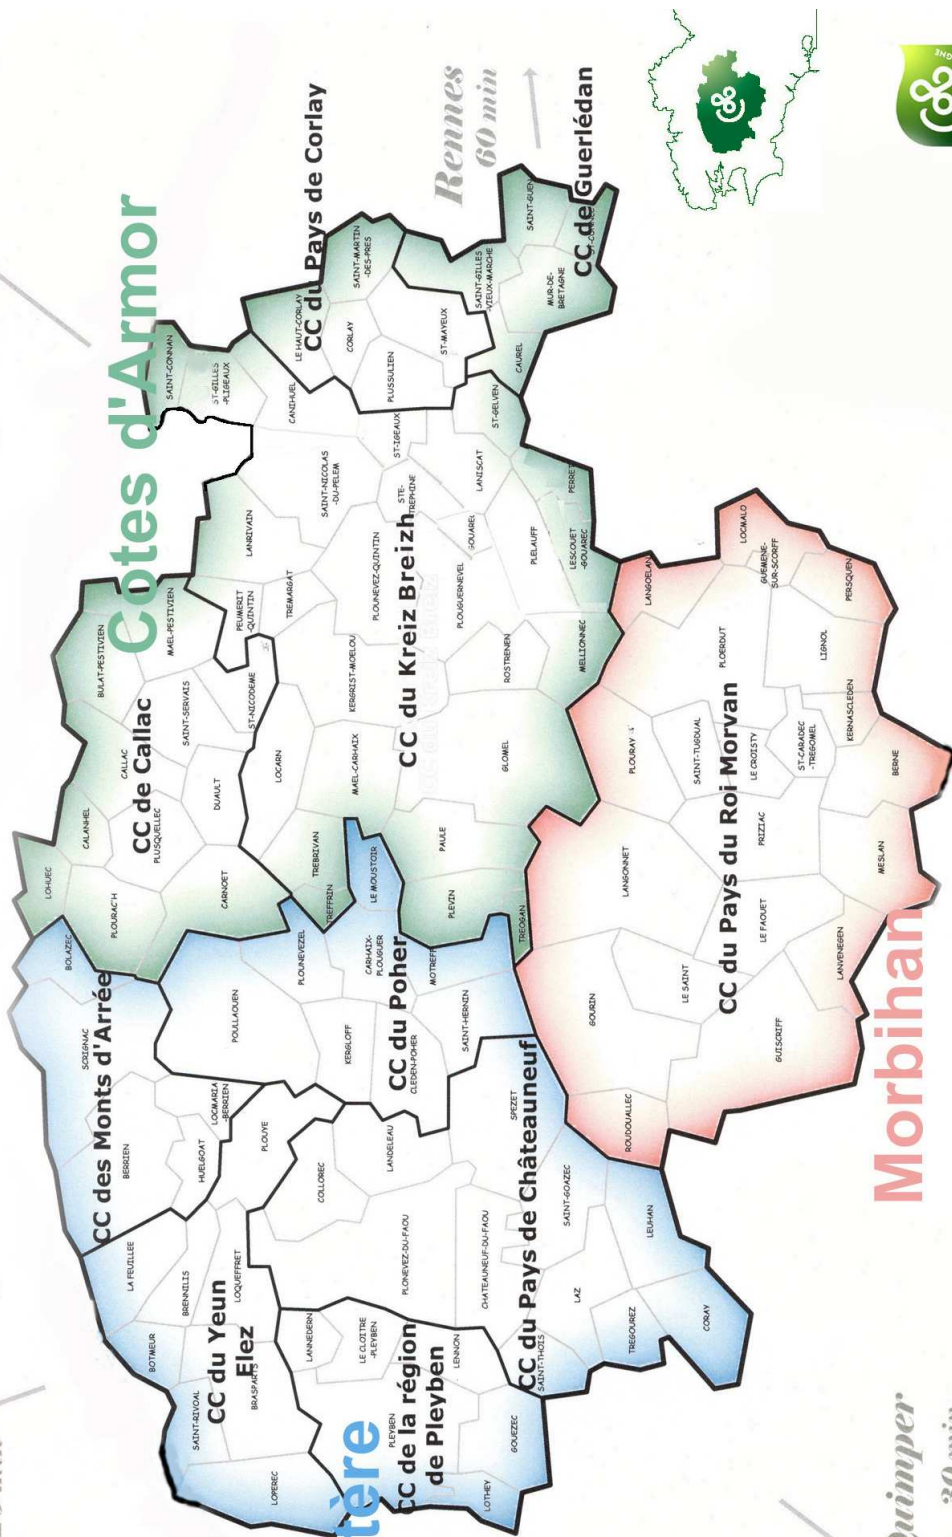 Côtes d'Armor
Morbihan
tère
Rennes
60 min
uimper
CC des Monts d'Arrée
BOLAZEC
SCRIGNAC
BERRIEN
HUELGOAT
LOCMARIA
-BERRIEN
CC du Yeun
Elez
LA FEUILLEE
BOTMEUR
BRENNILIS
LOQUEFFRET
SAINT-RIVOAL
BRASPARTS
LOPEREC
CC de la région
de Pleyben
LANNEDERN
LE CLOITRE
-PLEYBEN
PLEYBEN
LENNON
GOUEZEC
LOTHEY
CC du Pays de Châteauneuf
PLOUYE
COLLOREC
LANDELEAU
PLONEVEZ-DU-FAOU
CHATEAUNEUF-DU-FAOU
SPEZET
SAINT-GOAZEC
LAZ
SAINT-THOIS
TREGOUREZ
LEUHAN
CORAY
CC du Poher
POULLAOUEN
PLOUNEVEZEL
KERGLOFF
CARHAIX-
PLOUGUER
LE MOUSTOIR
CLEDEN-POHER
SAINT-HERNIN
MOTREFF
TREFFRIN
PLEVIN
TREOGAN
CC de Callac
LOHUEC
CALANHEL
PLOURAC'H
PLUSQUELLEC
CALLAC
BULAT-PESTIVIEN
MAEL-PESTIVIEN
SAINT-SERVAIS
DUAULT
CARNOET
ST-NICODEME
CC du Kreiz Breizh
PEUMERIT
-QUINTIN
LANRIVAIN
TREMARGAT
LOCARN
TREBRIVAN
MAEL-CARHAIX
KERGRIST-MOELOU
PLOUNEVEZ-QUINTIN
SAINT-NICOLAS
-DU-PELEM
CANIHUEL
ST-GILLES
-PLIGEAUX
SAINT-CONNAN
ST-IGEAUX
STE-
TREPHINE
GOUAREC
PLOUGUERNEVEL
ROSTRENEN
GLOMEL
PAULE
LANISCAT
ST-GELVEN
PLELAUFF
PERRET
LESCOUET
-GOUAREC
MELLIONNEC
CC du Pays de Corlay
LE HAUT-CORLAY
SAINT-MARTIN
-DES-PRES
CORLAY
PLUSSULIEN
ST-MAYEUX
CC de Guerlédan
SAINT-GILLES
-VIEUX-MARCHE
SAINT-GUEN
MUR-DE-
BRETAGNE
CAUREL
CC du Pays du Roi Morvan
LANGOELAN
LOCMALO
GUEMENE-
SUR-SCORFF
PERSQUEN
PLOERDUT
LIGNOL
PLOURAY
SAINT-TUGDUAL
LE CROISTY
ST-CARADEC
-TREGOMEL
KERNASCLEDEN
BERNE
LANGONNET
PRIZIAC
MESLAN
LE FAOUET
LANVENEGEN
LE SAINT
GOURIN
GUISCRIFF
ROUDOUALLEC